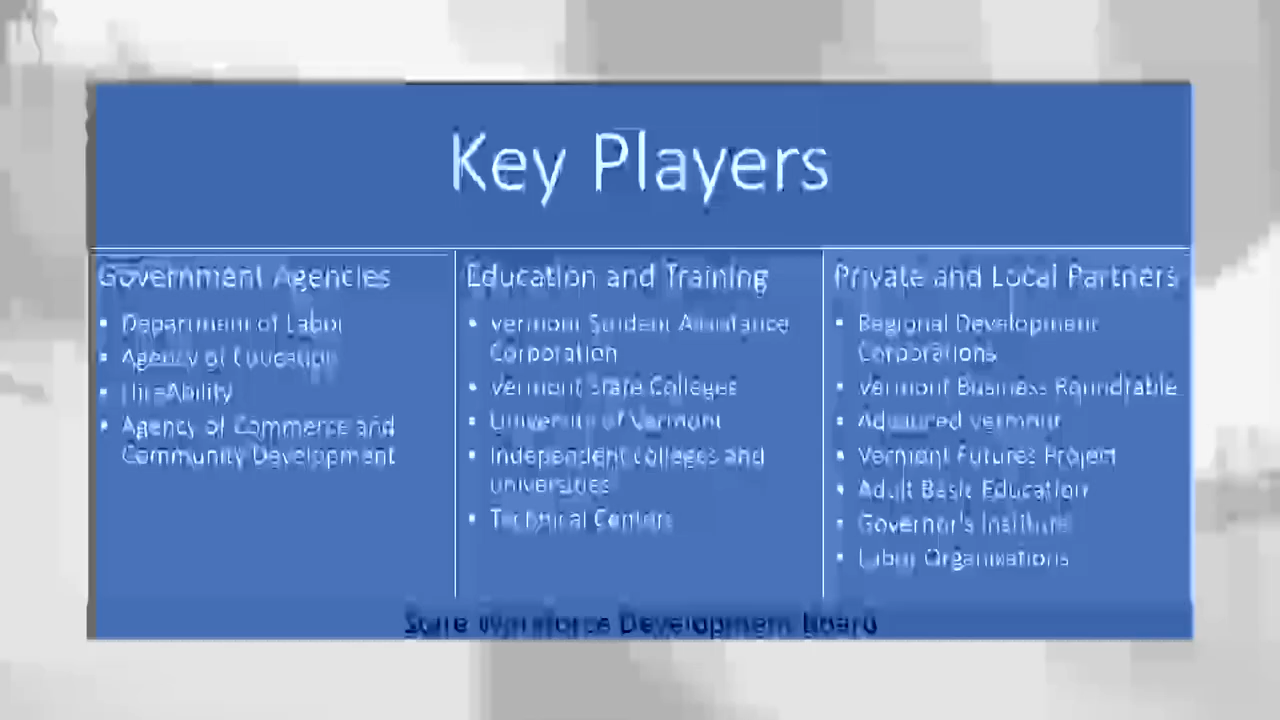 Key Players
Government Agencies
• Department of Labor
• Agency of Education
• HireAbility
• Agency of Commerce and
Community Development
Education and Training
• Vermont Student Assistance
Corporation
• Vermont State Colleges
• University of Vermont
• Independent colleges and
universities
• Technical Centers
Private and Local Partners
• Regional Development
Corporations
• Vermont Business Roundtable
• Advanced Vermont
• Vermont Futures Project
• Adult Basic Education
• Governor's Institute
• Labor Organizations
State Workforce Development Board